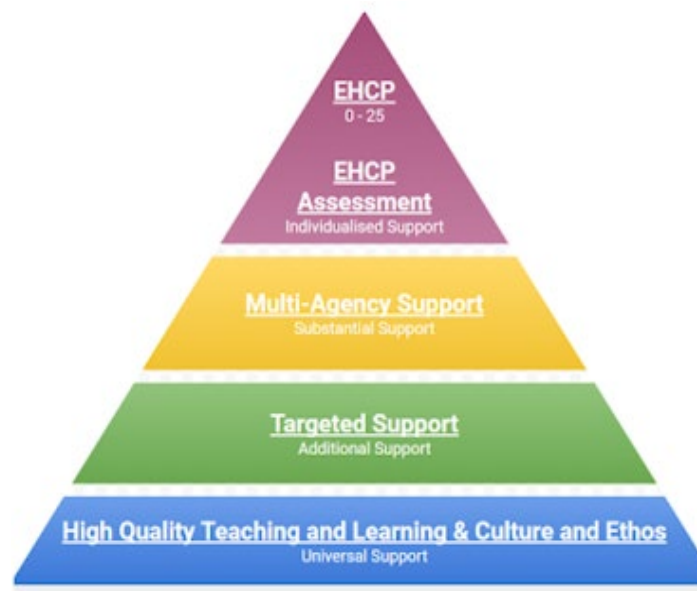 EHCP
0 - 25
EHCP
Assessment
Individualised Support
Multi-Agency Support
Substantial Support
Targeted Support
Additional Support
High Quality Teaching and Learning & Culture and Ethos
Universal Support